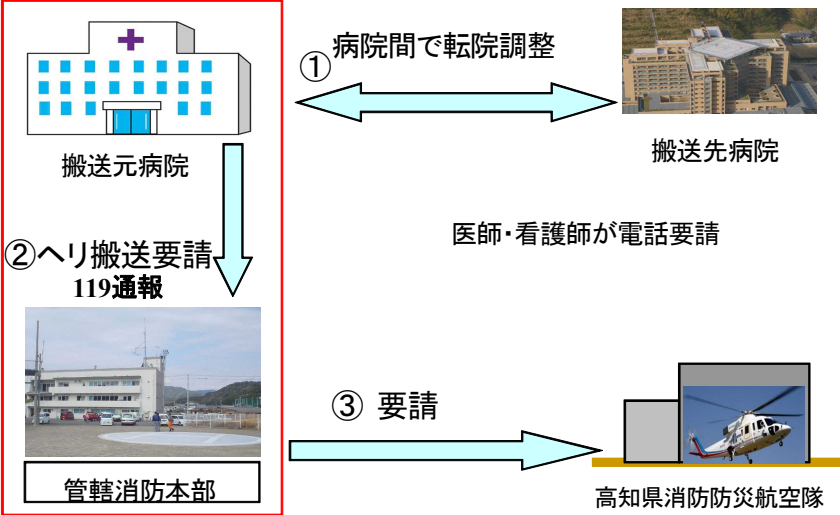 ①病院間で転院調整
搬送元病院
搬送先病院
医師・看護師が電話要請
②ヘリ搬送要請
119通報
③ 要請
管轄消防本部
高知県消防防災航空隊